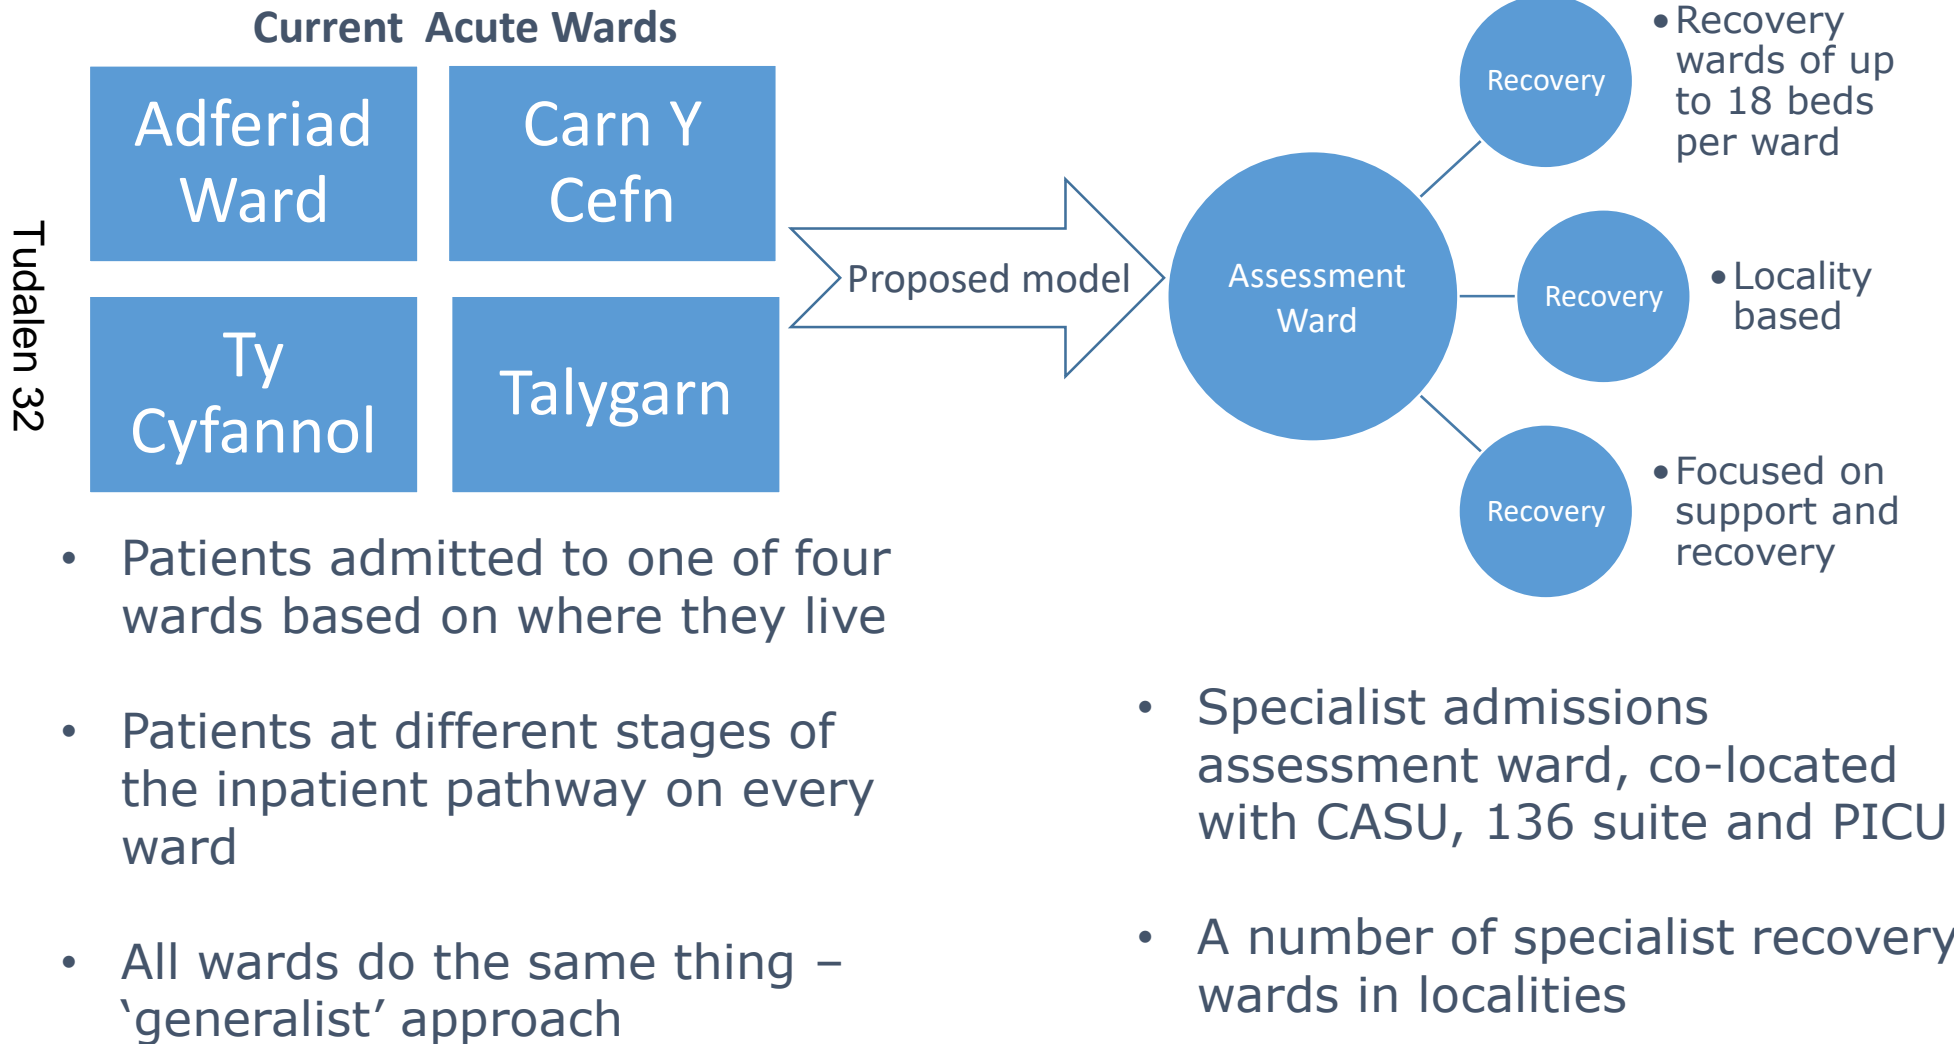 Current  Acute Wards
Adferiad
Ward
Carn Y
Cefn
Ty
Cyfannol
Talygarn
Proposed model
Assessment
Ward
Recovery
• Recovery
wards of up
to 18 beds
per ward
Recovery
• Locality
based
Recovery
• Focused on
support and
recovery
Tudalen 32
• Patients admitted to one of four
wards based on where they live
• Patients at different stages of
the inpatient pathway on every
ward
• All wards do the same thing –
‘generalist’ approach
• Specialist admissions
assessment ward, co-located
with CASU, 136 suite and PICU
• A number of specialist recovery
wards in localities